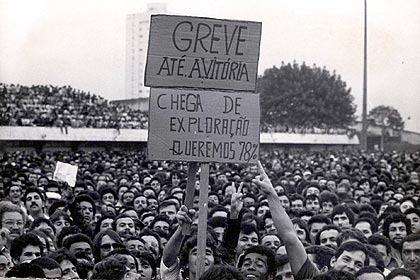 GREVE
ATÉ A VITÓRIA
CHEGA DE
EXPLORAÇÃO
QUEREMOS 78%